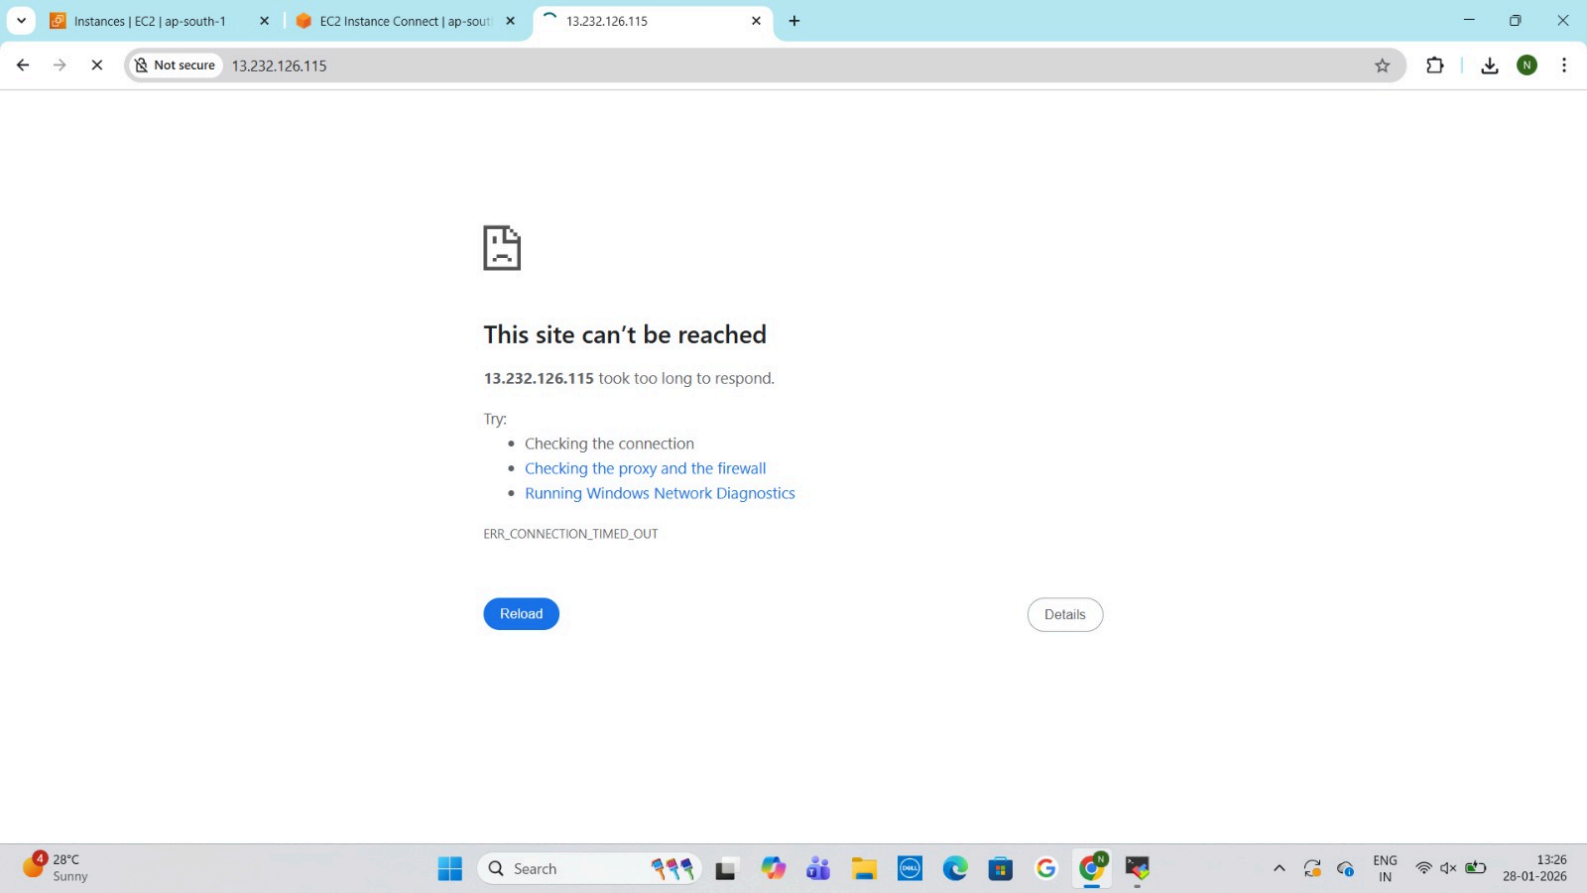 Instances | EC2 | ap-south-1
EC2 Instance Connect | ap-sout
13.232.126.115
Not secure
13.232.126.115
N
This site can't be reached
13.232.126.115 took too long to respond.
Try:
Checking the connection
Checking the proxy and the firewall
Running Windows Network Diagnostics
ERR_CONNECTION_TIMED_OUT
Reload
Details
4
28°C
Sunny
Search
DELL
N
ENG
IN
13:26
28-01-2026